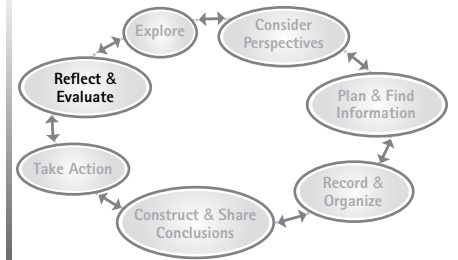 Explore
Consider
Perspectives
Reflect &
Evaluate
Plan & Find
Information
Take Action
Record &
Organize
Construct & Share
Conclusions